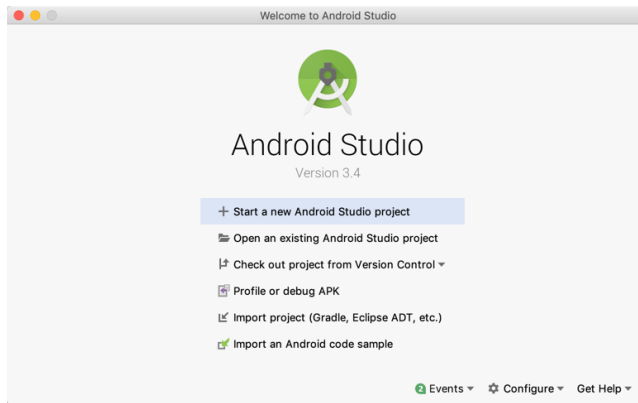 Welcome to Android Studio
Android Studio
Version 3.4
Start a new Android Studio project
Open an existing Android Studio project
Check out project from Version Control
Profile or debug APK
Import project (Gradle, Eclipse ADT, etc.)
Import an Android code sample
2 Events Configure Get Help